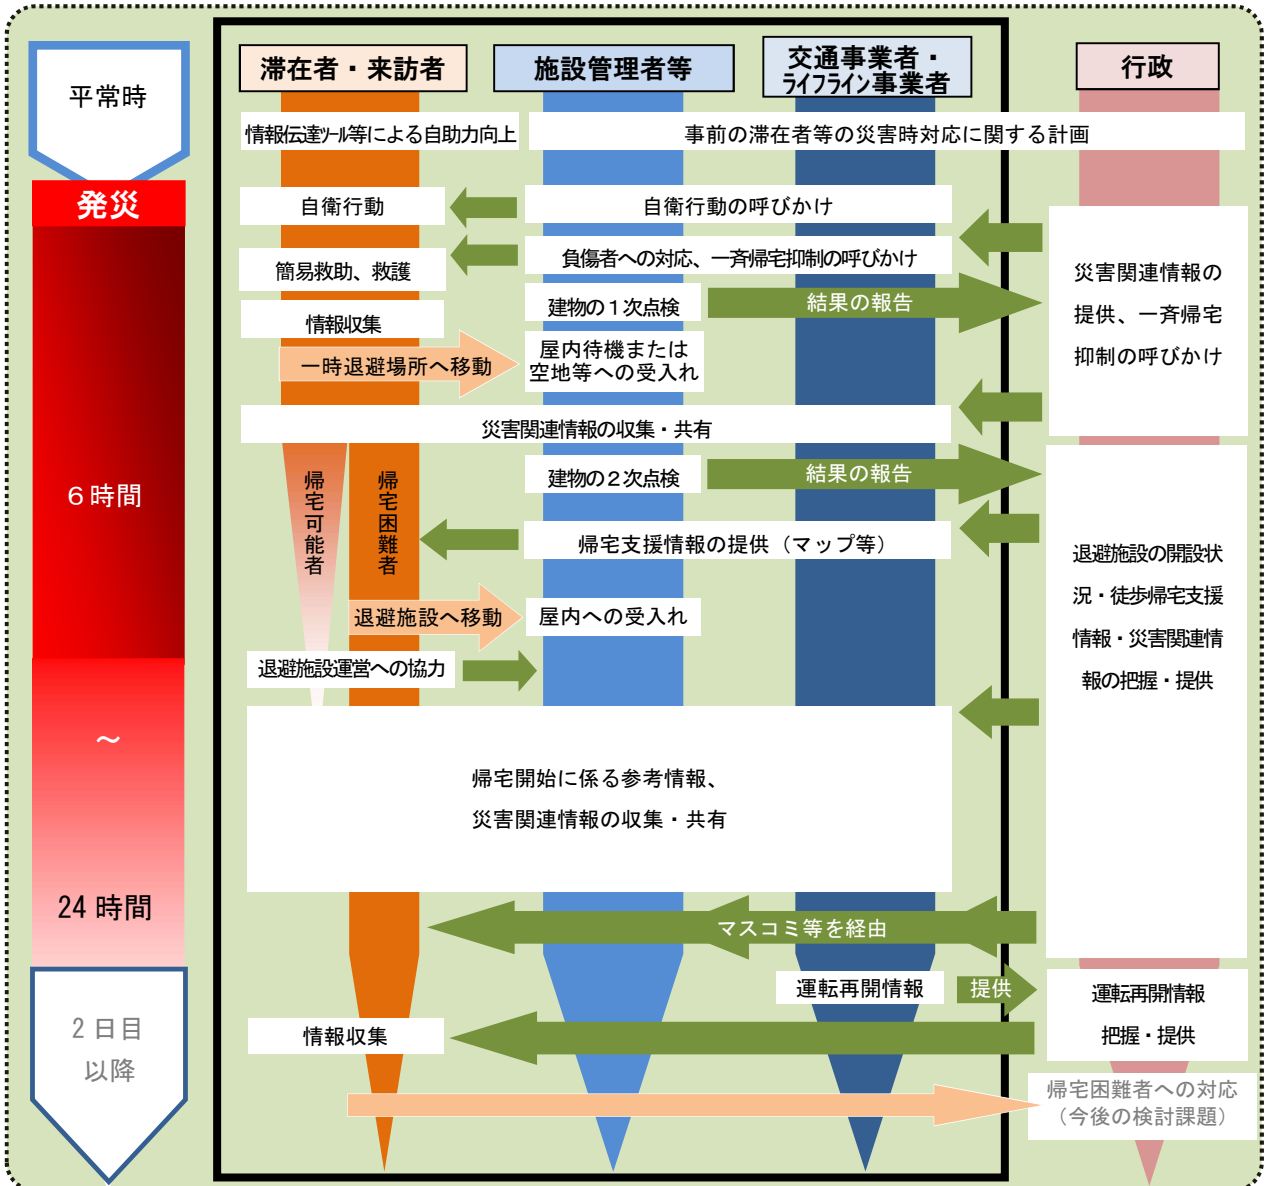 滞在者・来訪者
施設管理者等
交通事業者・
ライフライン事業者
行政
平常時
情報伝達ツール等による自助力向上
事前の滞在者等の災害時対応に関する計画
発災
自衛行動
自衛行動の呼びかけ
簡易救助、救護
負傷者への対応、一斉帰宅抑制の呼びかけ
災害関連情報の
提供、一斉帰宅
抑制の呼びかけ
情報収集
建物の1次点検
結果の報告
一時退避場所へ移動
屋内待機または
空地等への受入れ
災害関連情報の収集・共有
6時間
帰宅可能者
帰宅困難者
建物の2次点検
結果の報告
帰宅支援情報の提供（マップ等）
退避施設の開設状
況・徒歩帰宅支援
情報・災害関連情
報の把握・提供
退避施設へ移動
屋内への受入れ
退避施設運営への協力
～
帰宅開始に係る参考情報、
災害関連情報の収集・共有
24時間
マスコミ等を経由
運転再開情報
提供
運転再開情報
把握・提供
2日目
以降
情報収集
帰宅困難者への対応
（今後の検討課題）